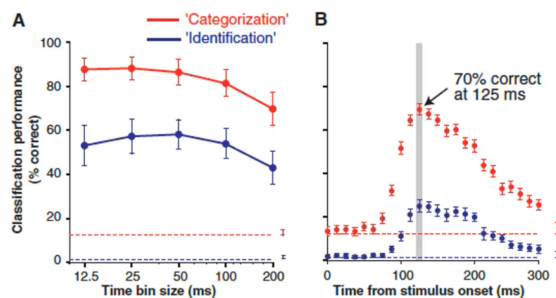 A
'Categorization'
'Identification'
B
Classification performance
(% correct)
100
80
60
40
20
0
12.5 25 50 100 200
Time bin size (ms)
70% correct
at 125 ms
0 100 200 300
Time from stimulus onset (ms)